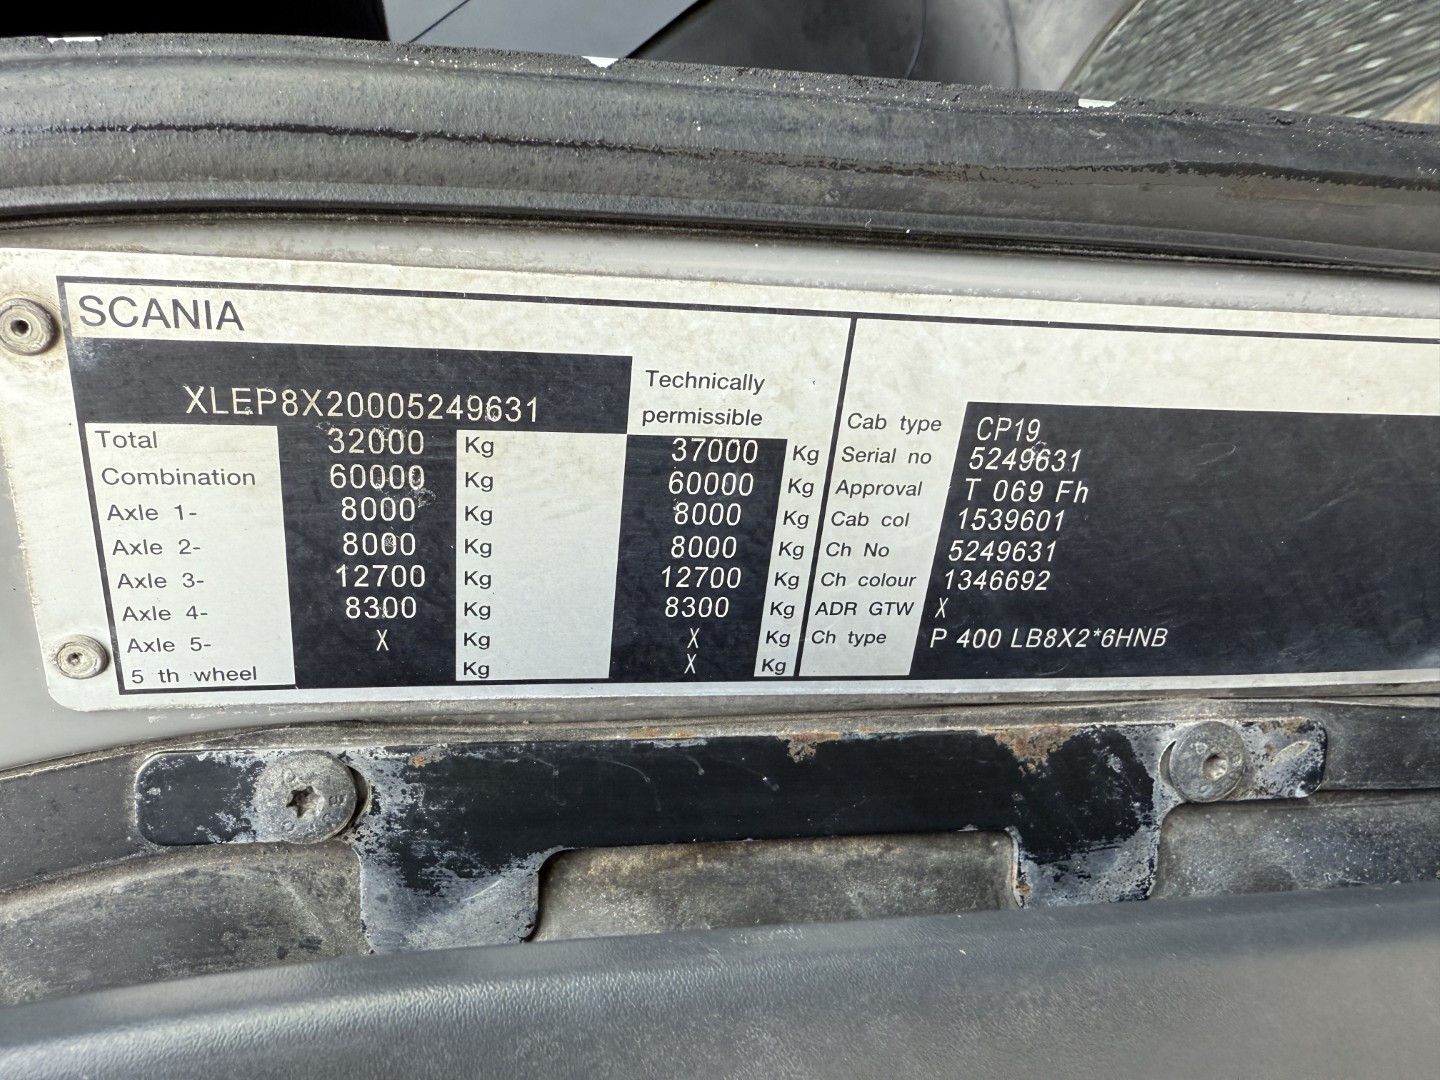 SCANIA
XLEP8X20005249631
Technically
permissible
Total 32000 Kg 37000 Kg
Combination 60000 Kg 60000 Kg
Axle 1- 8000 Kg 8000 Kg
Axle 2- 8000 Kg 8000 Kg
Axle 3- 12700 Kg 12700 Kg
Axle 4- 8300 Kg 8300 Kg
Axle 5- X Kg X Kg
5 th wheel Kg X Kg
Cab type CP19
Serial no 5249631
Approval T 069 Fh
Cab col 1539601
Ch No 5249631
Ch colour 1346692
ADR GTW X
Ch type P 400 LB8X2*6HNB